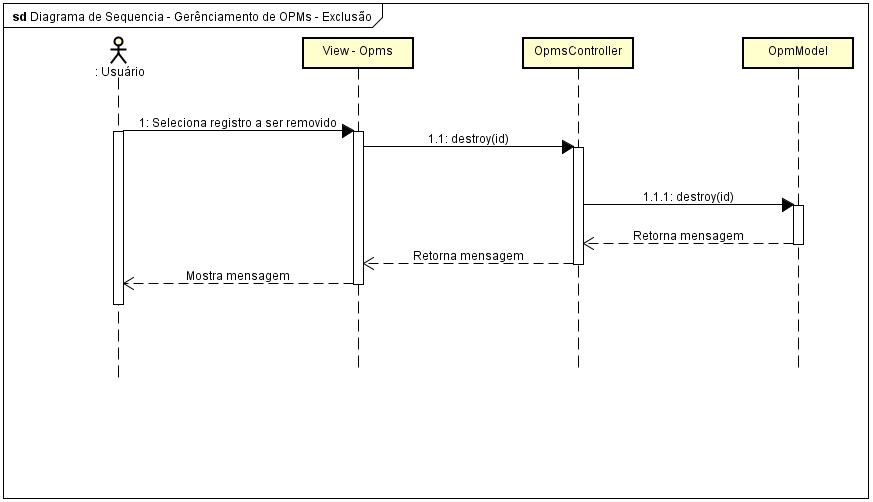 sd Diagrama de Sequencia - Gerênciamento de OPMs - Exclusão
: Usuário
View - Opms
OpmsController
OpmModel
1: Seleciona registro a ser removido
1.1: destroy(id)
1.1.1: destroy(id)
Retorna mensagem
Retorna mensagem
Mostra mensagem